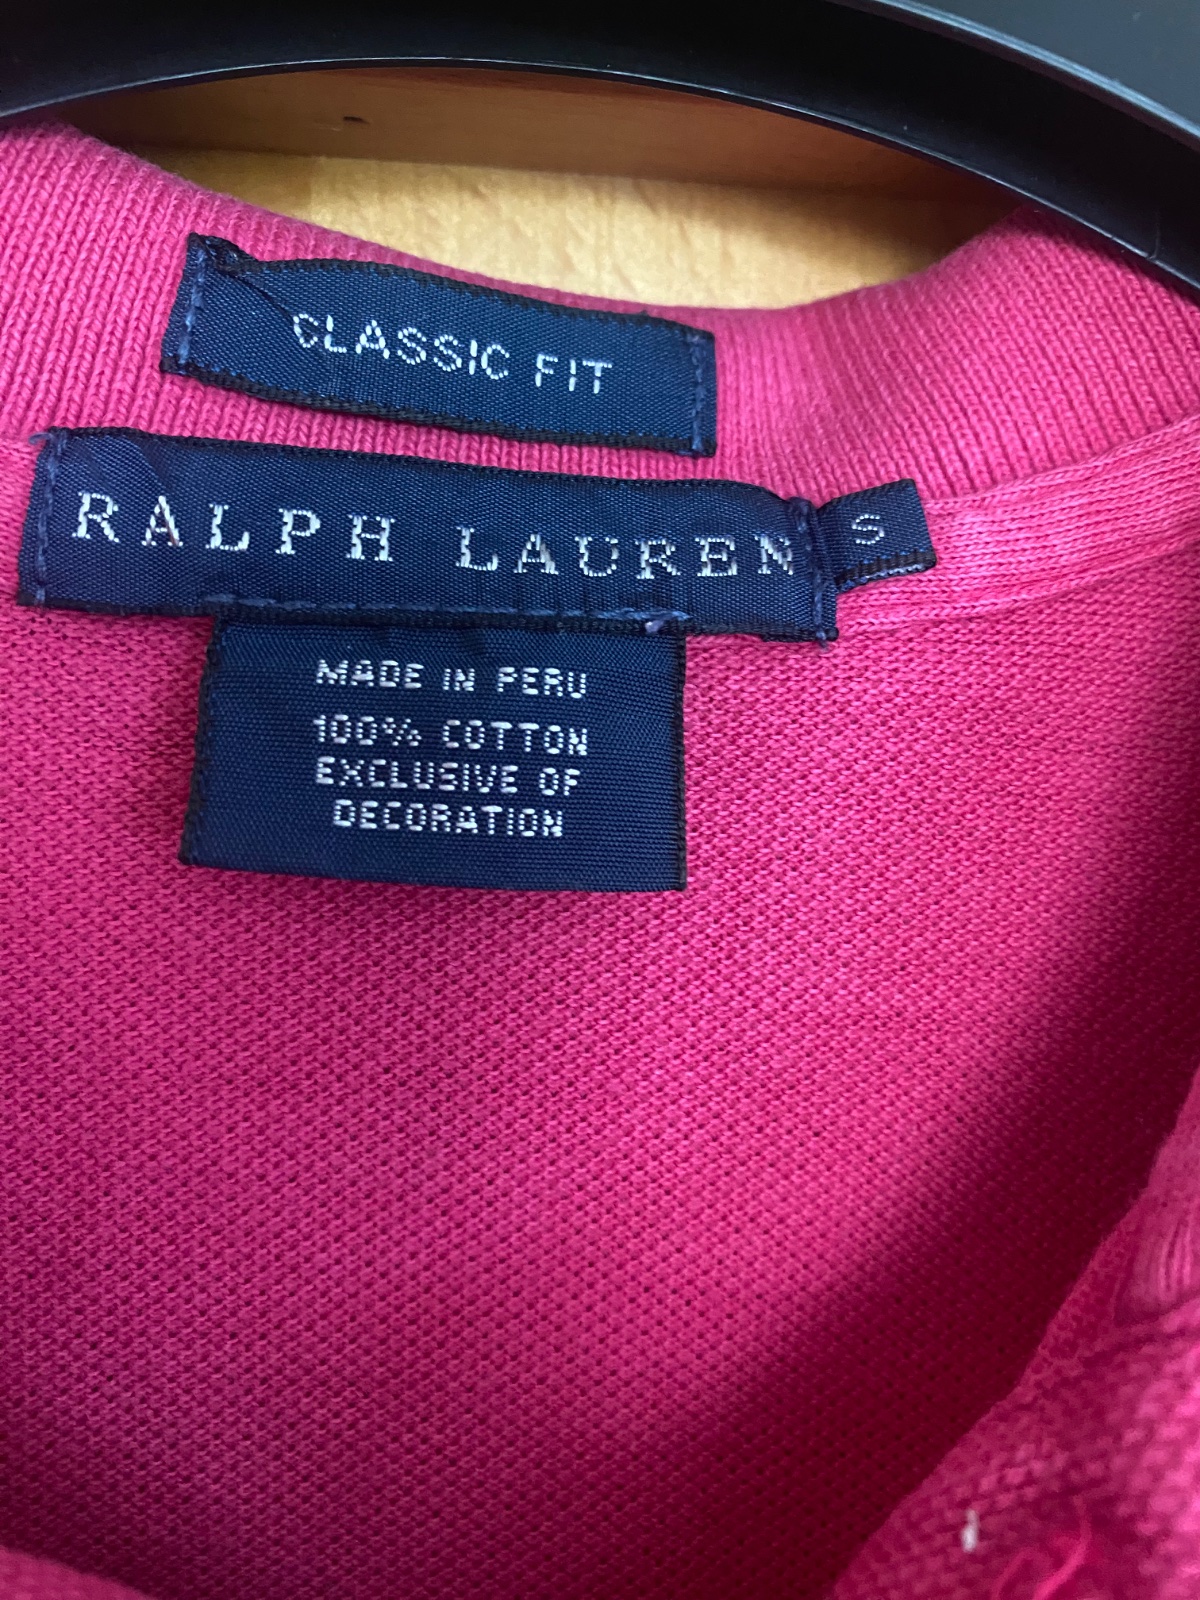 CLASSIC FIT
RALPH LAUREN S
MADE IN PERU
100% COTTON
EXCLUSIVE OF
DECORATION